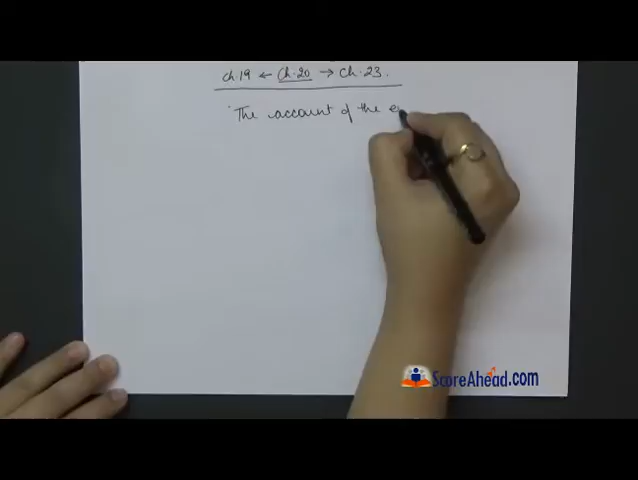 ch.19 ← Ch.20 → Ch.23.
The account of the
ScoreAhead.com